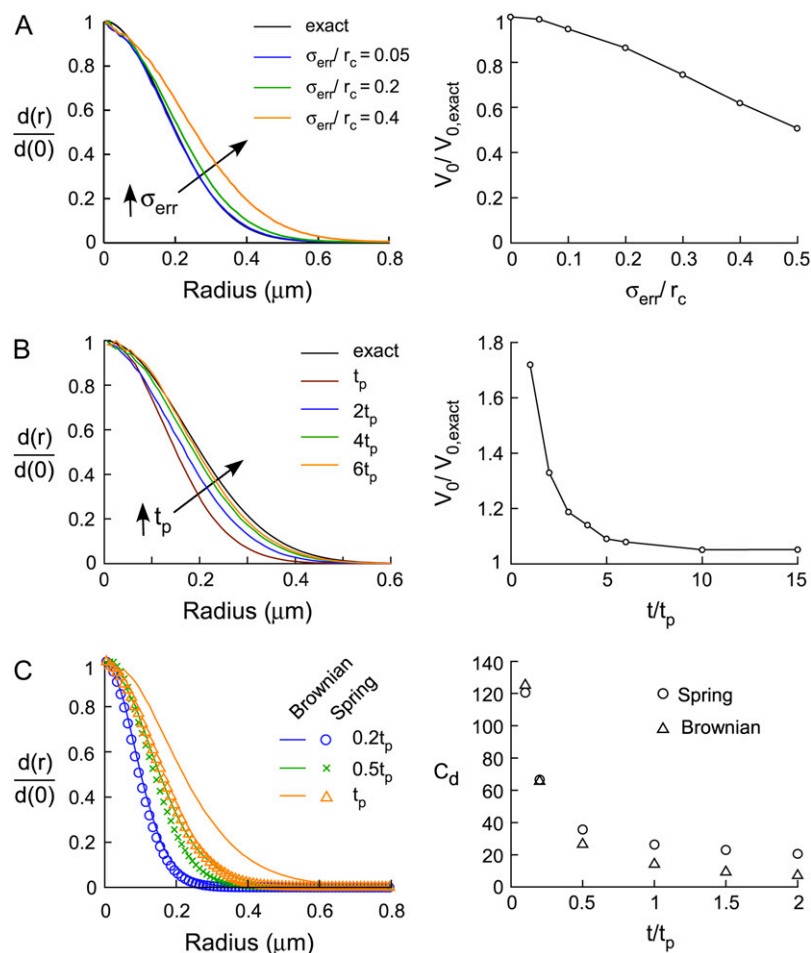 A
d(r)
d(0)
1
0.8
0.6
0.4
0.2
0
0 0.2 0.4 0.6 0.8
Radius (μm)
exact
σerr/ rc = 0.05
σerr/ rc = 0.2
σerr/ rc = 0.4
σerr
V0/ V0,exact
1
0.8
0.6
0.4
0.2
0
0 0.1 0.2 0.3 0.4 0.5
σerr/ rc
B
d(r)
d(0)
1
0.8
0.6
0.4
0.2
0
0 0.2 0.4 0.6
Radius (μm)
exact
tp
2tp
4tp
6tp
tp
V0/ V0,exact
1.8
1.6
1.4
1.2
1
0 5 10 15
t/tp
C
d(r)
d(0)
1
0.8
0.6
0.4
0.2
0
0 0.2 0.4 0.6 0.8
Radius (μm)
Brownian
Spring
0.2tp
0.5tp
tp
Cd
140
120
100
80
60
40
20
0
0 0.5 1 1.5 2
t/tp
Spring
Brownian